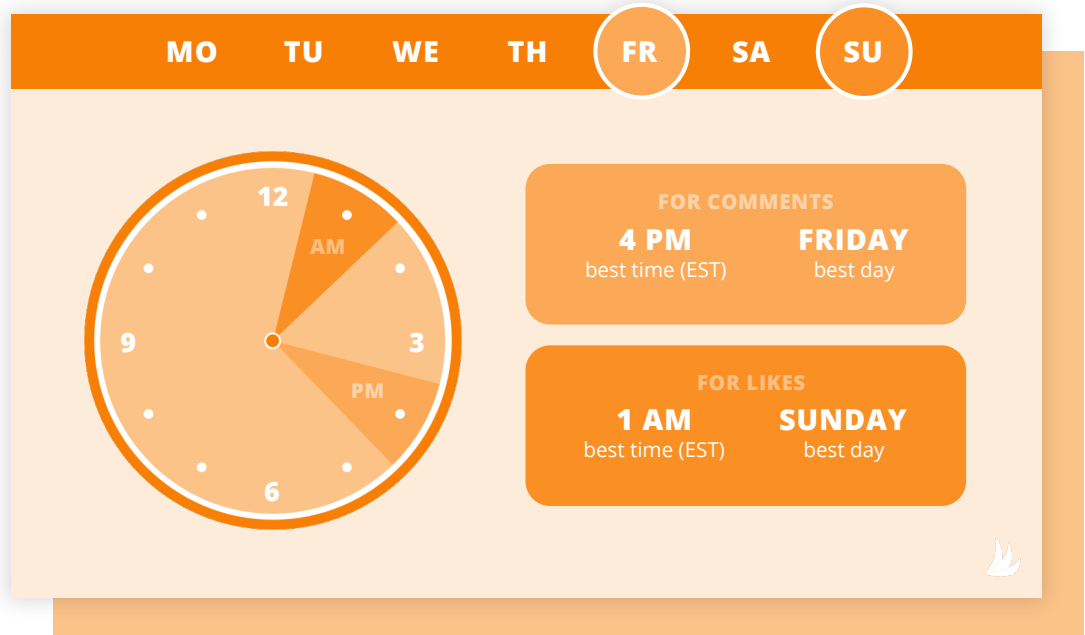 MO TU WE TH FR SA SU
12
AM
9
3
PM
6
FOR COMMENTS
4 PM FRIDAY
best time (EST) best day
FOR LIKES
1 AM SUNDAY
best time (EST) best day